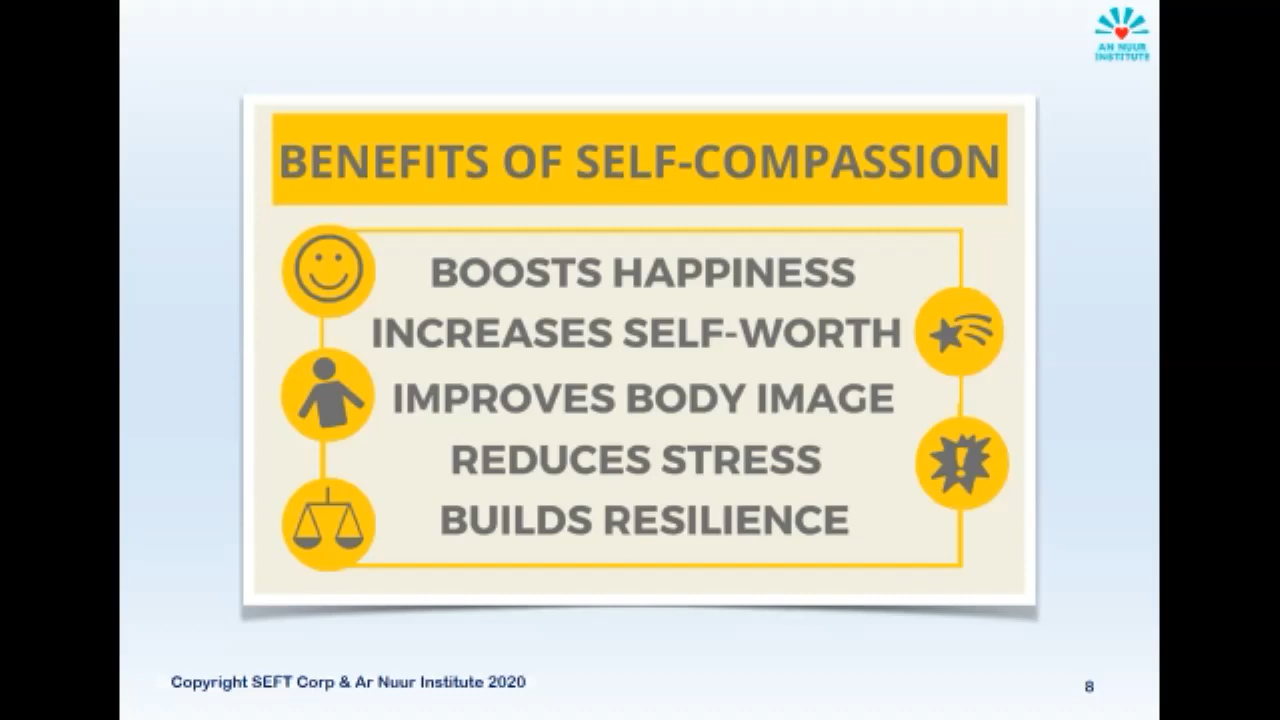 AN NUUR
INSTITUTE
BENEFITS OF SELF-COMPASSION
BOOSTS HAPPINESS
INCREASES SELF-WORTH
IMPROVES BODY IMAGE
REDUCES STRESS
BUILDS RESILIENCE
Copyright SEFT Corp & Ar Nuur Institute 2020
8